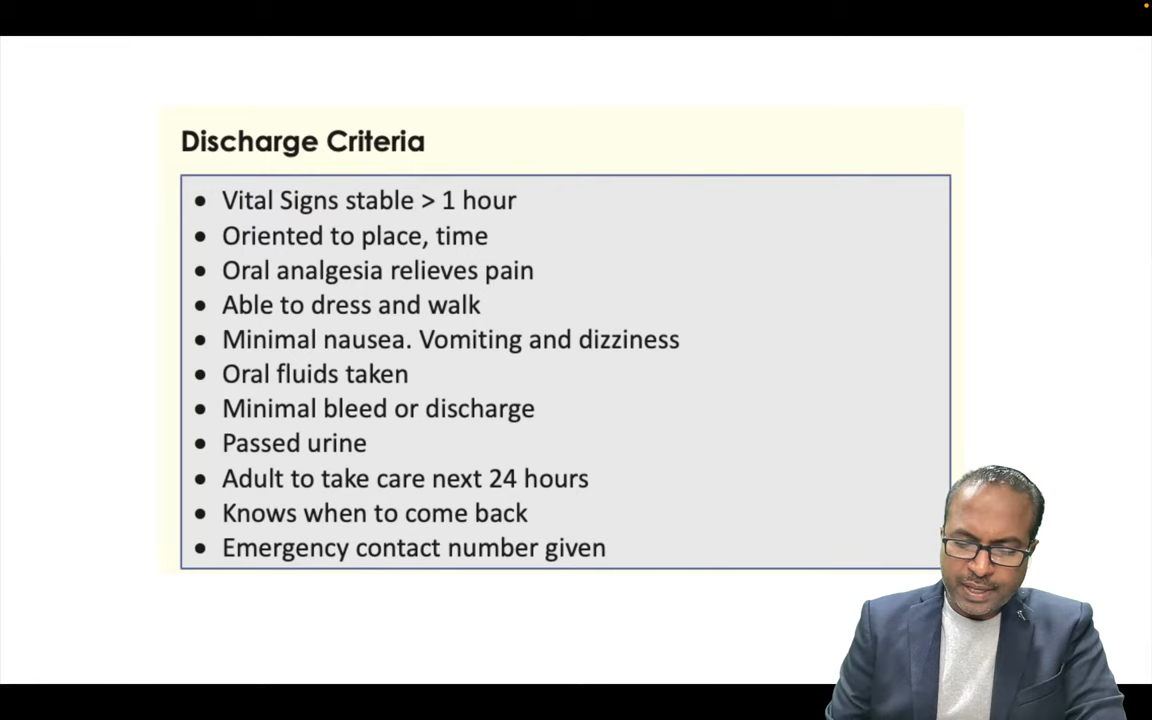 Discharge Criteria
• Vital Signs stable > 1 hour
• Oriented to place, time
• Oral analgesia relieves pain
• Able to dress and walk
• Minimal nausea. Vomiting and dizziness
• Oral fluids taken
• Minimal bleed or discharge
• Passed urine
• Adult to take care next 24 hours
• Knows when to come back
• Emergency contact number given